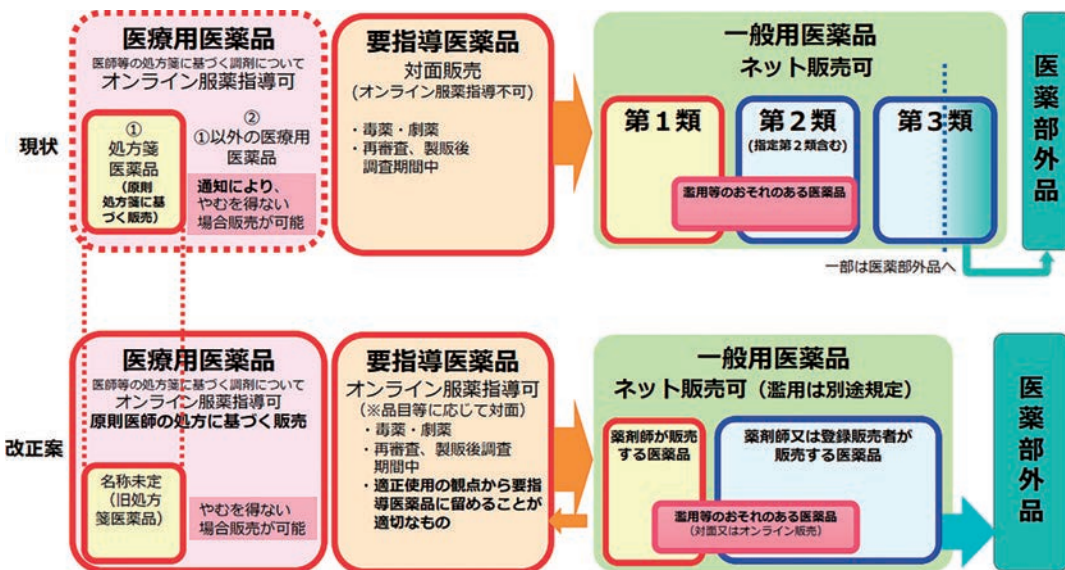 現状
医療用医薬品
医師等の処方箋に基づく調剤について
オンライン服薬指導可
①
処方箋
医薬品
(原則
処方箋に基
づく販売)
②
①以外の医療用
医薬品
通知により、
やむを得ない
場合販売が可能
要指導医薬品
対面販売
(オンライン服薬指導不可)
・毒薬・劇薬
・再審査、製販後
調査期間中
一般用医薬品
ネット販売可
第1類
第2類
(指定第2類含む)
第3類
濫用等のおそれのある医薬品
一部は医薬部外品へ
医薬部外品
改正案
医療用医薬品
医師等の処方箋に基づく調剤について
オンライン服薬指導可
原則医師の処方に基づく販売
名称未定
(旧処方
箋医薬品)
やむを得ない
場合販売が可能
要指導医薬品
オンライン服薬指導可
(※品目等に応じて対面)
・毒薬・劇薬
・再審査、製販後調査
期間中
・適正使用の観点から要指
導医薬品に留めることが
適切なもの
一般用医薬品
ネット販売可(濫用は別途規定)
薬剤師が販売
する医薬品
薬剤師又は登録販売者が
販売する医薬品
濫用等のおそれのある医薬品
(対面又はオンライン販売)
医薬部外品